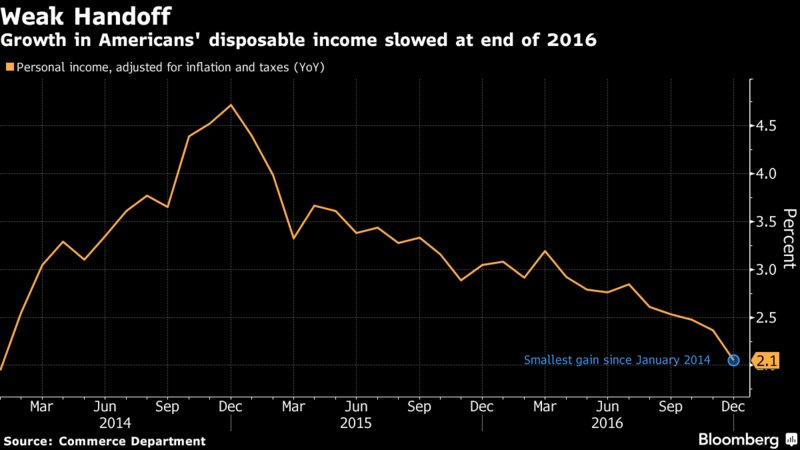 Weak Handoff
Growth in Americans' disposable income slowed at end of 2016
Personal income, adjusted for inflation and taxes (YoY)
4.5
4.0
3.5
3.0
2.5
Percent
Smallest gain since January 2014
2.1
Mar Jun Sep Dec Mar Jun Sep Dec Mar Jun Sep Dec
2014 2015 2016
Source: Commerce Department
Bloomberg